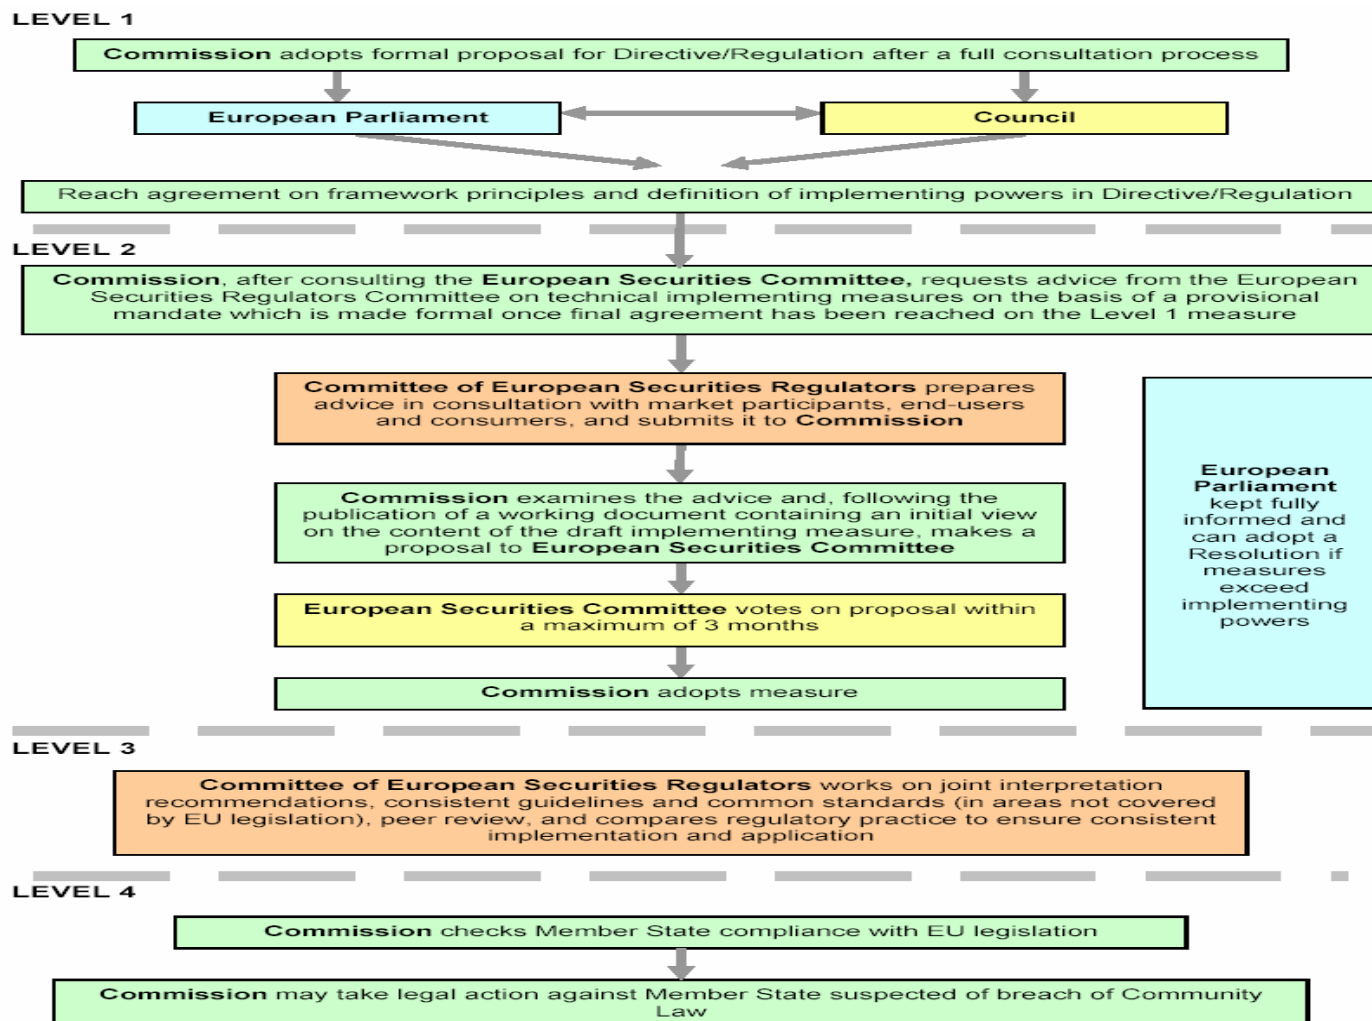 LEVEL 1
Commission adopts formal proposal for Directive/Regulation after a full consultation process
European Parliament
Council
Reach agreement on framework principles and definition of implementing powers in Directive/Regulation
LEVEL 2
Commission, after consulting the European Securities Committee, requests advice from the European
Securities Regulators Committee on technical implementing measures on the basis of a provisional
mandate which is made formal once final agreement has been reached on the Level 1 measure
Committee of European Securities Regulators prepares
advice in consultation with market participants, end-users
and consumers, and submits it to Commission
Commission examines the advice and, following the
publication of a working document containing an initial view
on the content of the draft implementing measure, makes a
proposal to European Securities Committee
European Securities Committee votes on proposal within
a maximum of 3 months
Commission adopts measure
European
Parliament
kept fully
informed and
can adopt a
Resolution if
measures
exceed
implementing
powers
LEVEL 3
Committee of European Securities Regulators works on joint interpretation
recommendations, consistent guidelines and common standards (in areas not covered
by EU legislation), peer review, and compares regulatory practice to ensure consistent
implementation and application
LEVEL 4
Commission checks Member State compliance with EU legislation
Commission may take legal action against Member State suspected of breach of Community
Law